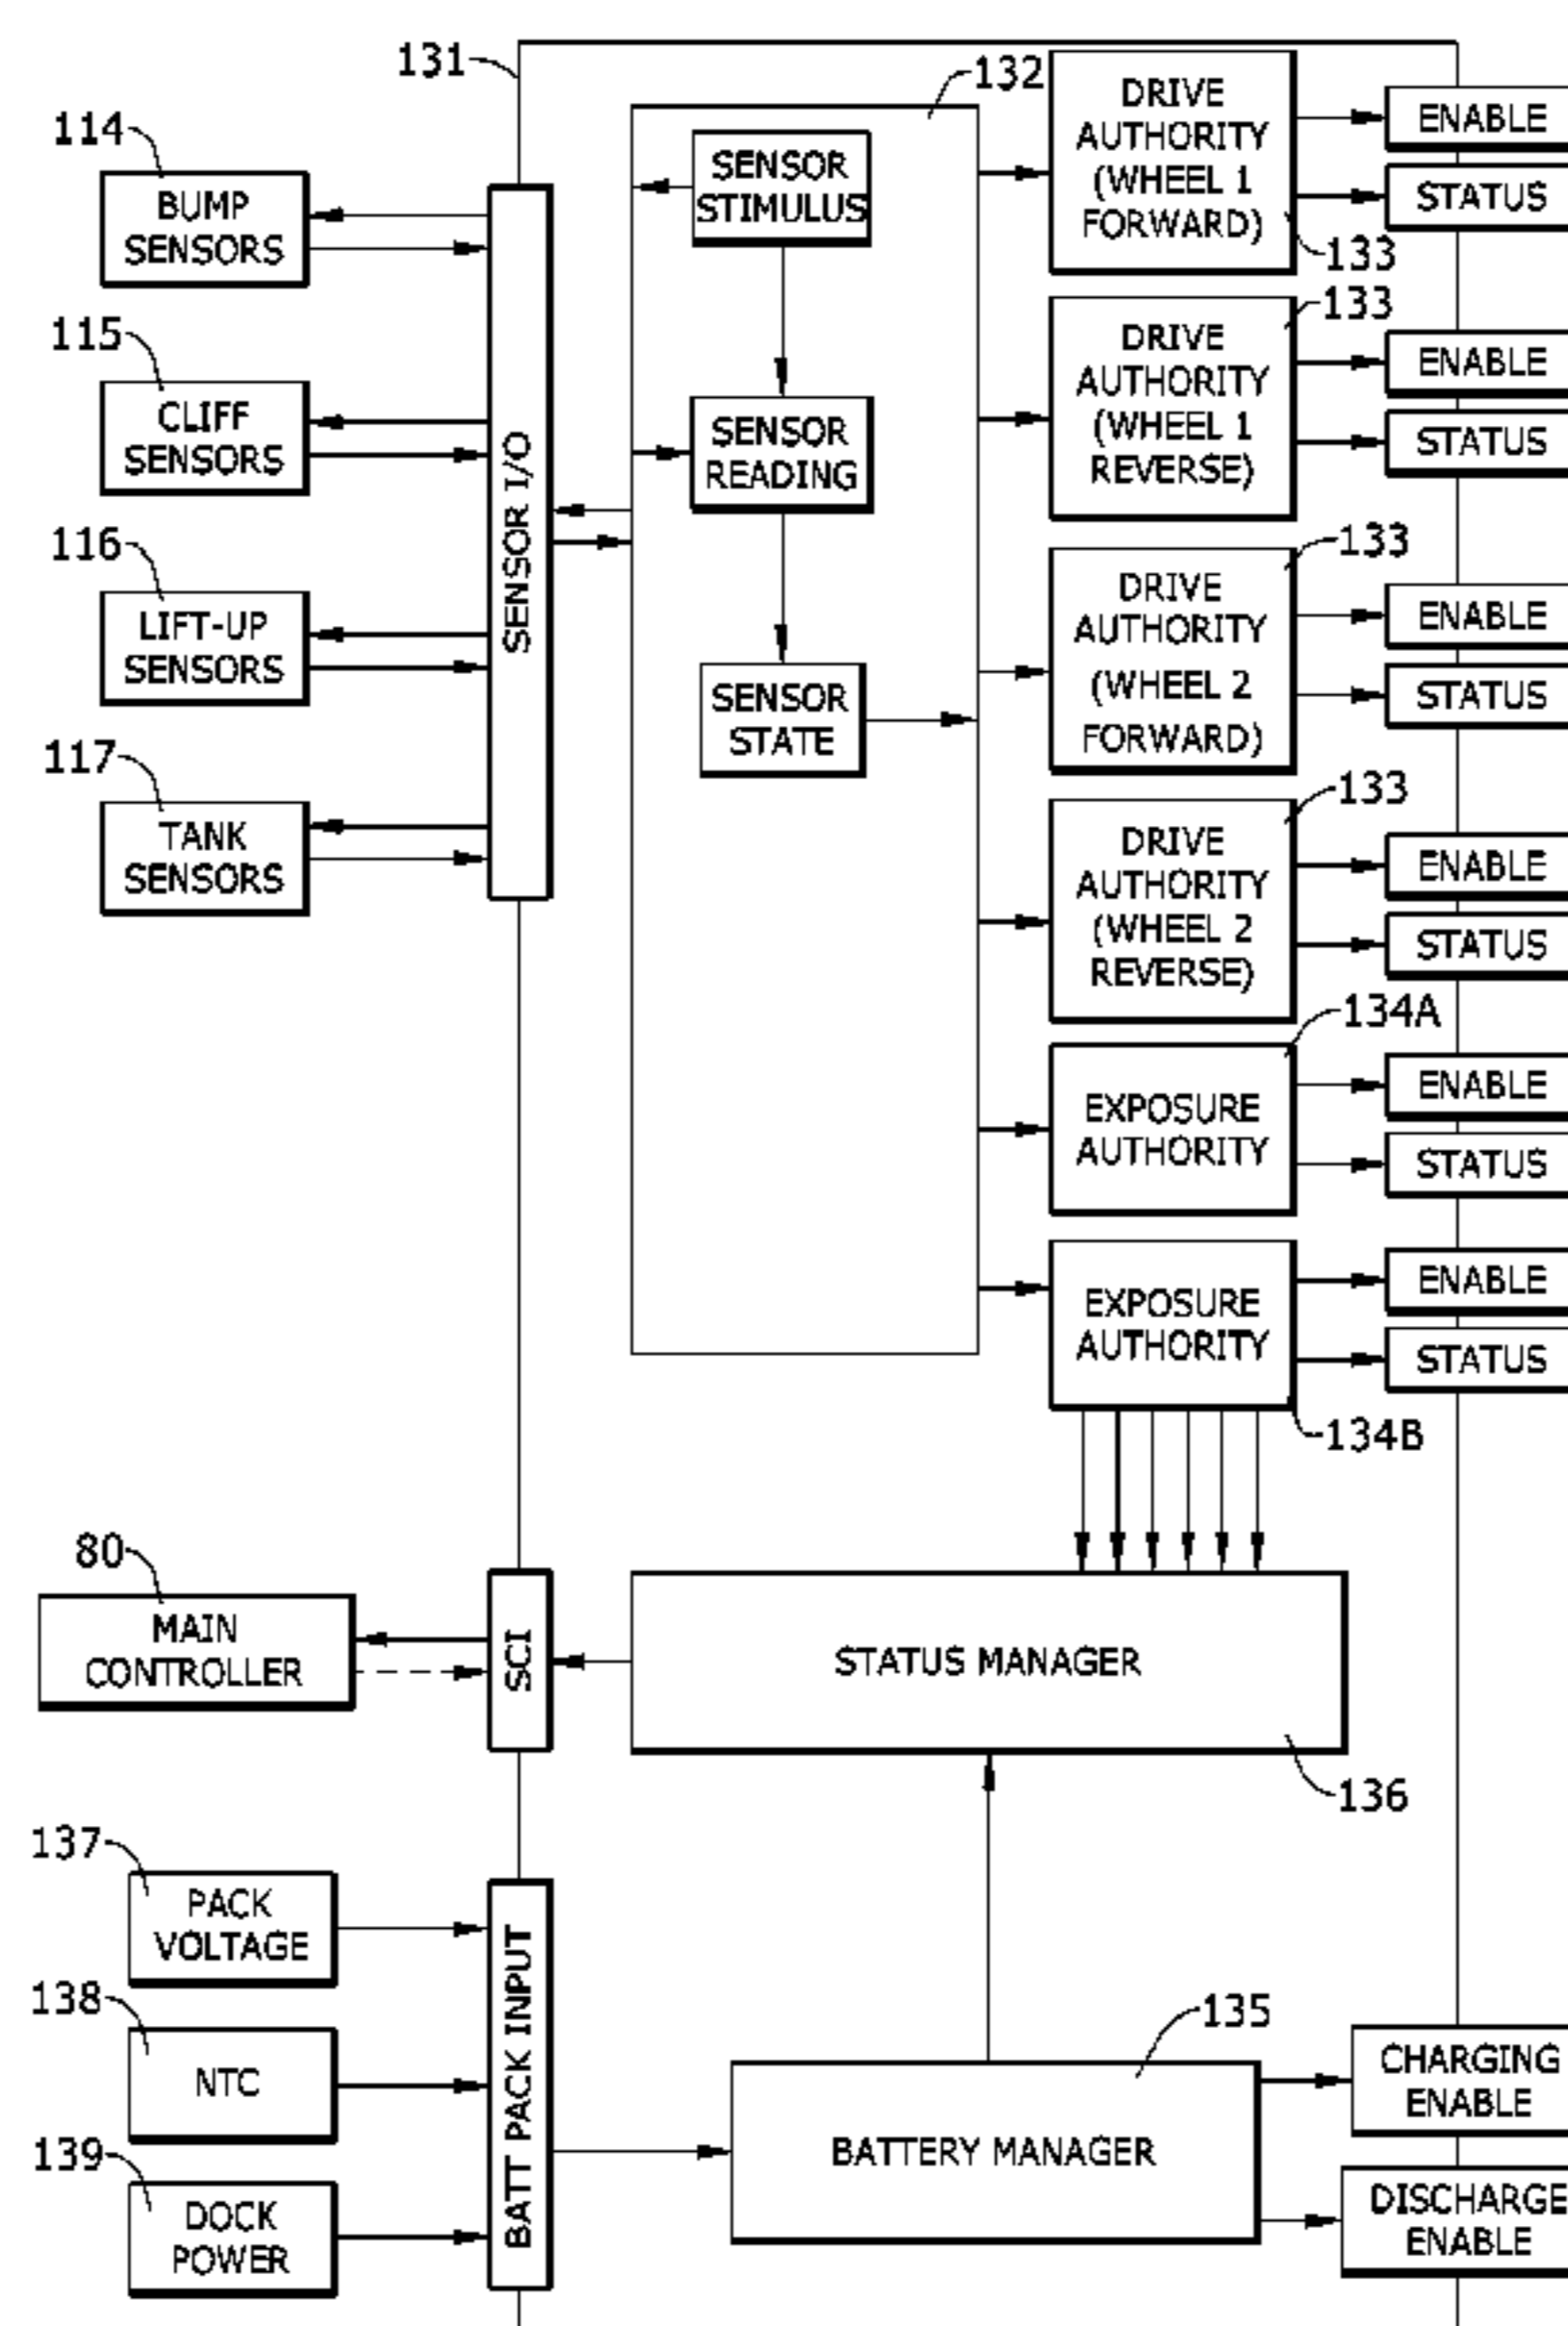 131
132
114
BUMP
SENSORS
115
CLIFF
SENSORS
116
LIFT-UP
SENSORS
117
TANK
SENSORS
SENSOR I/O
SENSOR
STIMULUS
SENSOR
READING
SENSOR
STATE
DRIVE
AUTHORITY
(WHEEL 1
FORWARD)
133
ENABLE
STATUS
DRIVE
AUTHORITY
(WHEEL 1
REVERSE)
133
ENABLE
STATUS
DRIVE
AUTHORITY
(WHEEL 2
FORWARD)
133
ENABLE
STATUS
DRIVE
AUTHORITY
(WHEEL 2
REVERSE)
133
ENABLE
STATUS
EXPOSURE
AUTHORITY
134A
ENABLE
STATUS
EXPOSURE
AUTHORITY
134B
ENABLE
STATUS
80
MAIN
CONTROLLER
SCI
STATUS MANAGER
136
137
PACK
VOLTAGE
138
NTC
139
DOCK
POWER
BATT PACK INPUT
BATTERY MANAGER
135
CHARGING
ENABLE
DISCHARGE
ENABLE